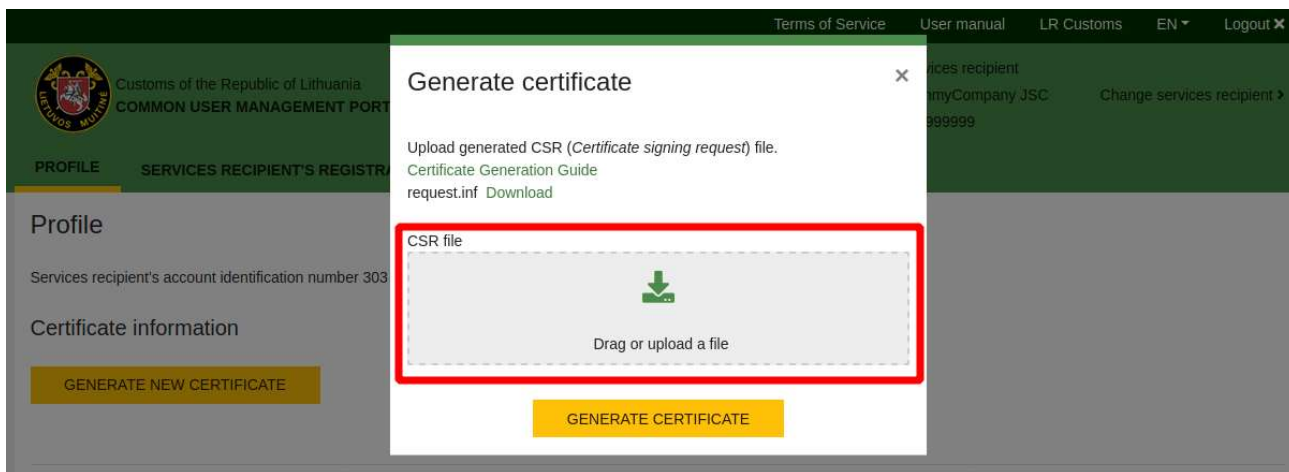 Terms of Service User manual LR Customs EN Logout
LIETUVOS MUITINĖ
Customs of the Republic of Lithuania
COMMON USER MANAGEMENT PORT
PROFILE SERVICES RECIPIENT'S REGISTRA
vices recipient
mmyCompany JSC
999999
Change services recipient
Profile
Services recipient's account identification number 303
Certificate information
GENERATE NEW CERTIFICATE
Generate certificate
Upload generated CSR (Certificate signing request) file.
Certificate Generation Guide
request.inf Download
CSR file
Drag or upload a file
GENERATE CERTIFICATE